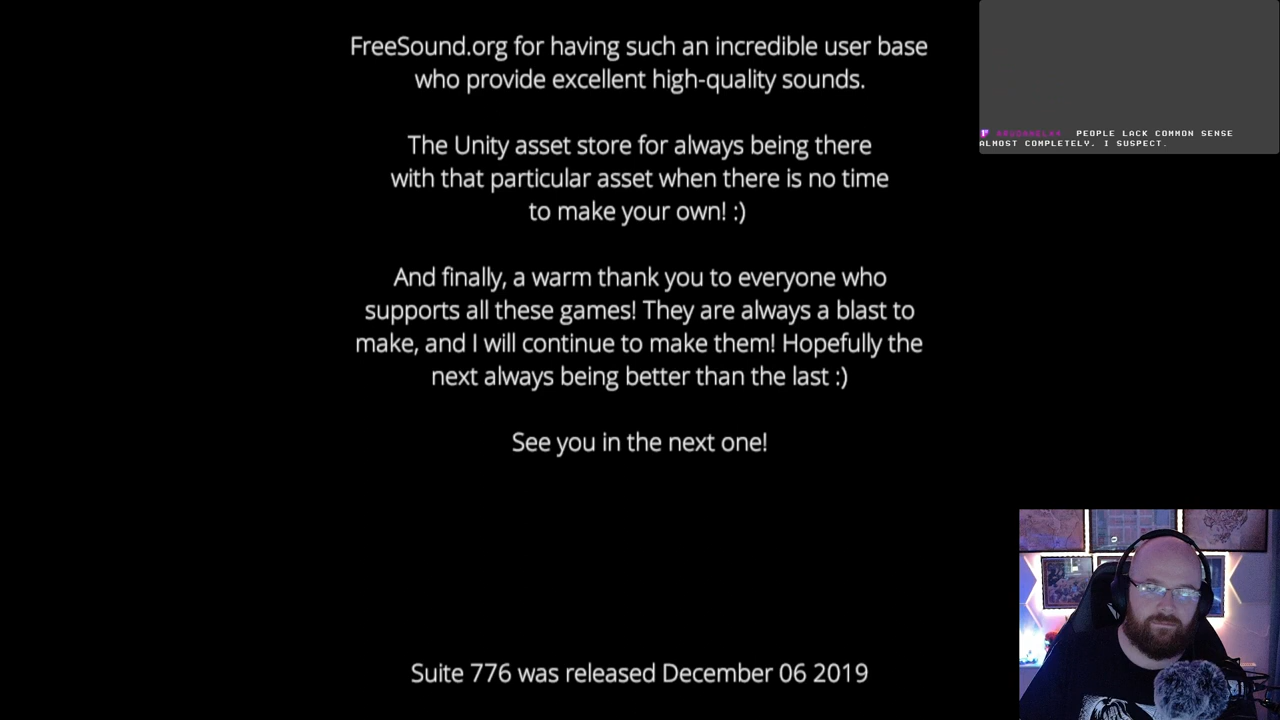 FreeSound.org for having such an incredible user base
who provide excellent high-quality sounds.
The Unity asset store for always being there
with that particular asset when there is no time
to make your own! :)
And finally, a warm thank you to everyone who
supports all these games! They are always a blast to
make, and I will continue to make them! Hopefully the
next always being better than the last :)
See you in the next one!
Suite 776 was released December 06 2019
PEOPLE LACK COMMON SENSE
ALMOST COMPLETELY. I SUSPECT.